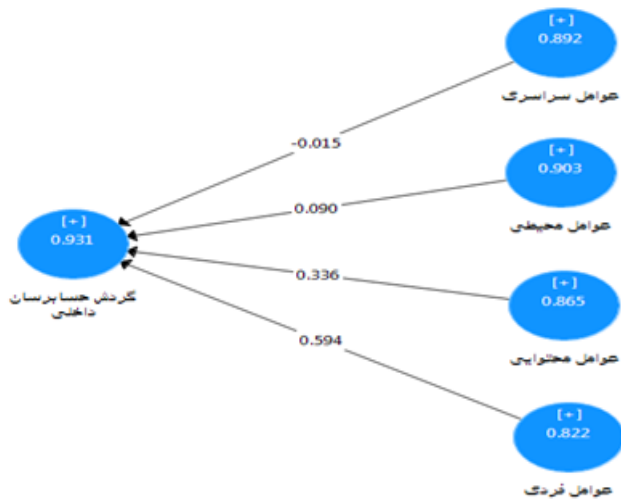 [+]
0.892
عوامل سراسری
-0.015
[+]
0.903
عوامل محیطی
0.090
[+]
0.931
گردش حسابرسان
داخلی
0.336
[+]
0.865
عوامل محتوایی
0.594
[+]
0.822
عوامل فردی